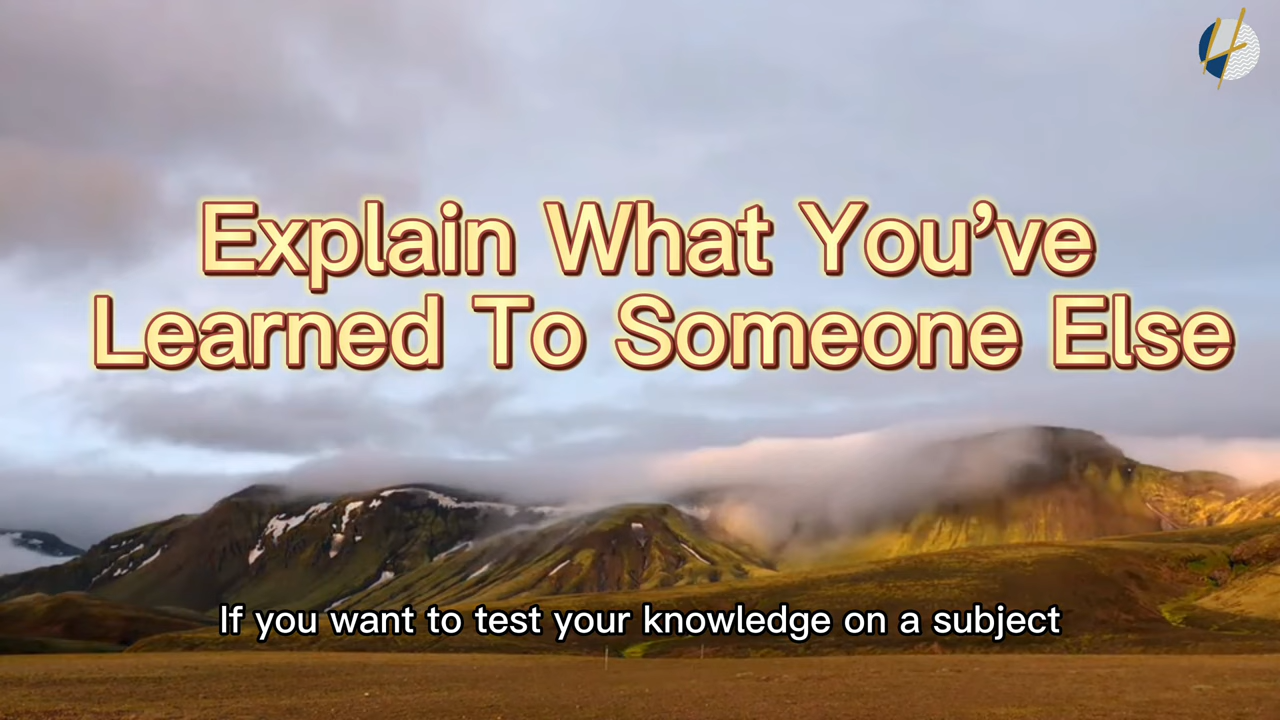 Explain What You’ve
Learned To Someone Else
If you want to test your knowledge on a subject